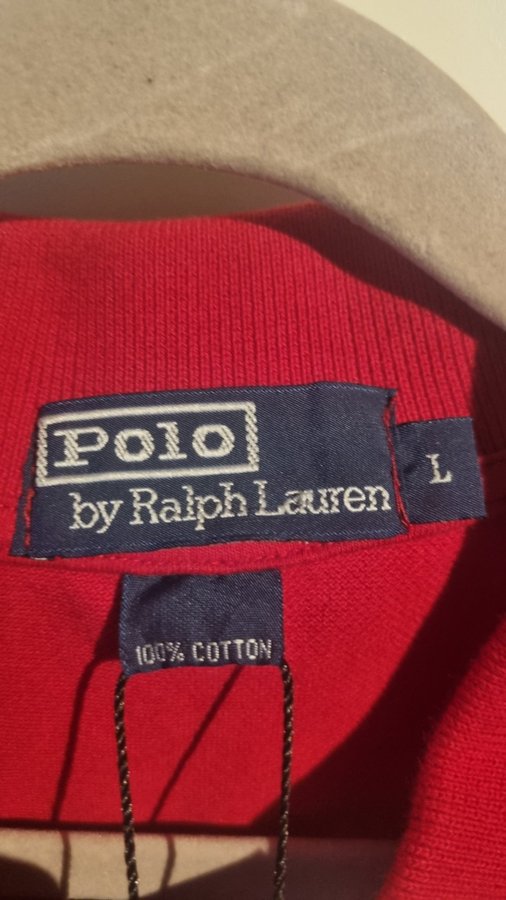 Polo
by Ralph Lauren
L
100% COTTON